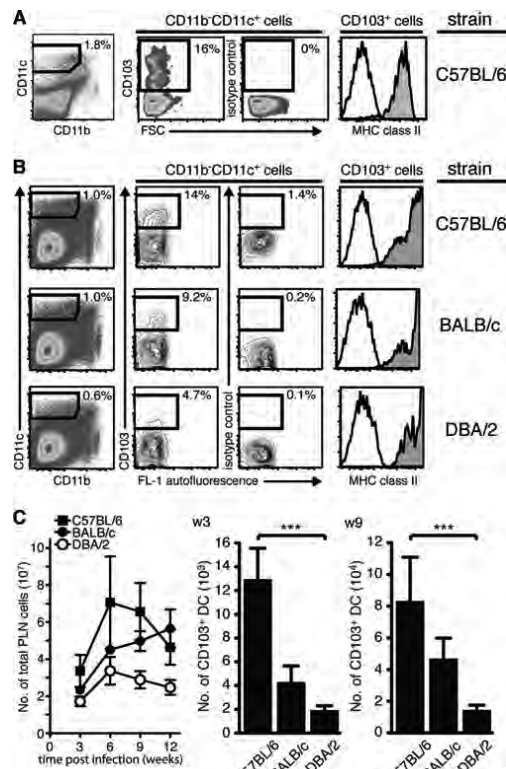 A
CD11b⁻CD11c⁺ cells
CD103⁺ cells
strain
CD11c
1.8%
CD103
16%
isotype control
0%
C57BL/6
CD11b
FSC
MHC class II
B
CD11b⁻CD11c⁺ cells
CD103⁺ cells
strain
1.0%
14%
1.4%
C57BL/6
1.0%
9.2%
0.2%
BALB/c
0.6%
4.7%
0.1%
DBA/2
CD11c
CD103
isotype control
CD11b
FL-1 autofluorescence
MHC class II
C
C57BL/6
BALB/c
DBA/2
No. of total PLN cells (10⁷)
10
8
6
4
2
0
3
6
9
12
time post infection (weeks)
w3
***
No. of CD103⁺ DC (10³)
16
12
8
4
0
C57BL/6
BALB/c
DBA/2
w9
***
No. of CD103⁺ DC (10⁴)
12
10
8
6
4
2
0
C57BL/6
BALB/c
DBA/2